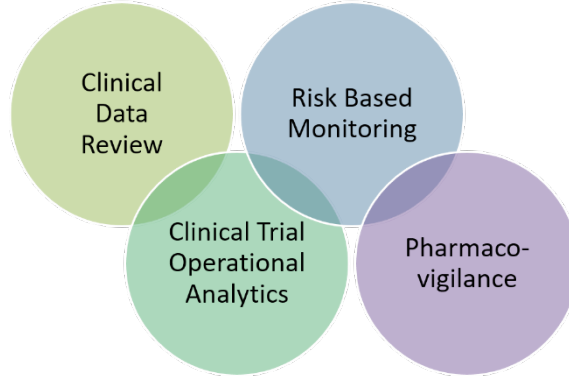 Clinical
Data
Review
Risk Based
Monitoring
Clinical Trial
Operational
Analytics
Pharmaco-
vigilance